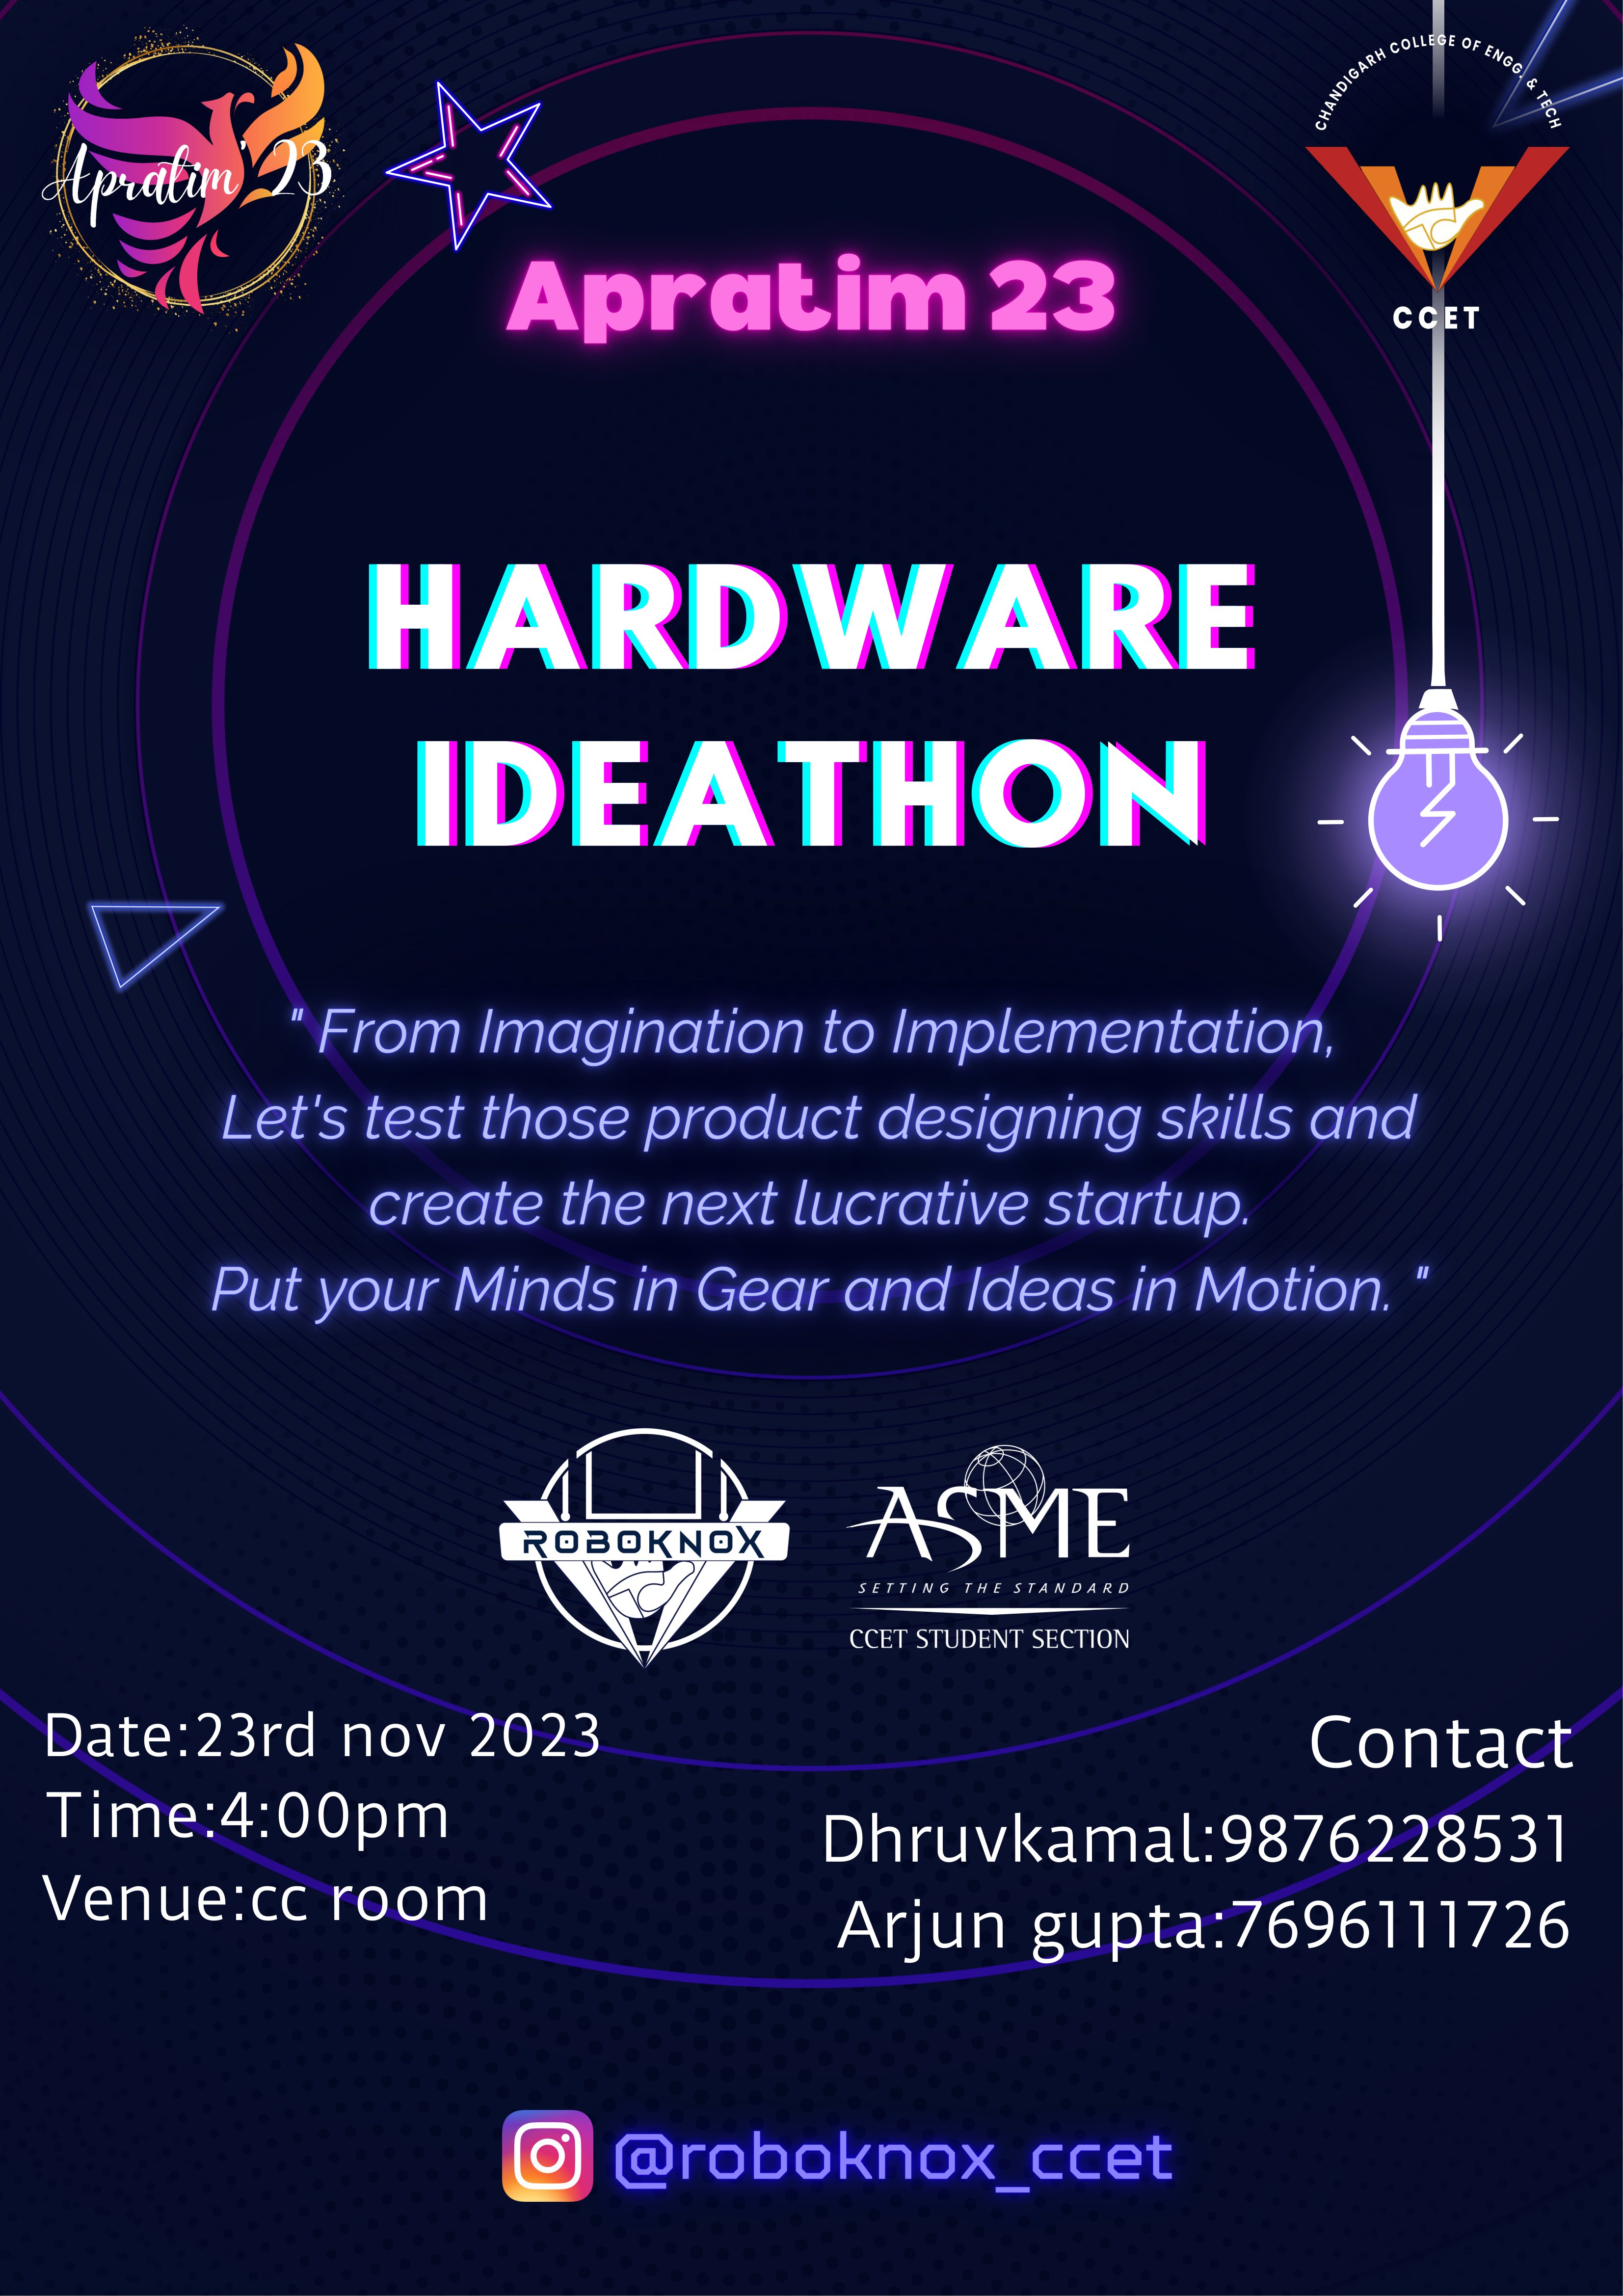 Apratim' 23
CHANDIGARH COLLEGE OF ENGG. & TECH
CCET
Apratim 23
HARDWARE
IDEATHON
" From Imagination to Implementation,
Let's test those product designing skills and
create the next lucrative startup.
Put your Minds in Gear and Ideas in Motion. "
ROBOKNOX
ASME
SETTING THE STANDARD
CCET STUDENT SECTION
Date:23rd nov 2023
Time:4:00pm
Venue:cc room
Contact
Dhruvkamal:9876228531
Arjun gupta:7696111726
@roboknox_ccet